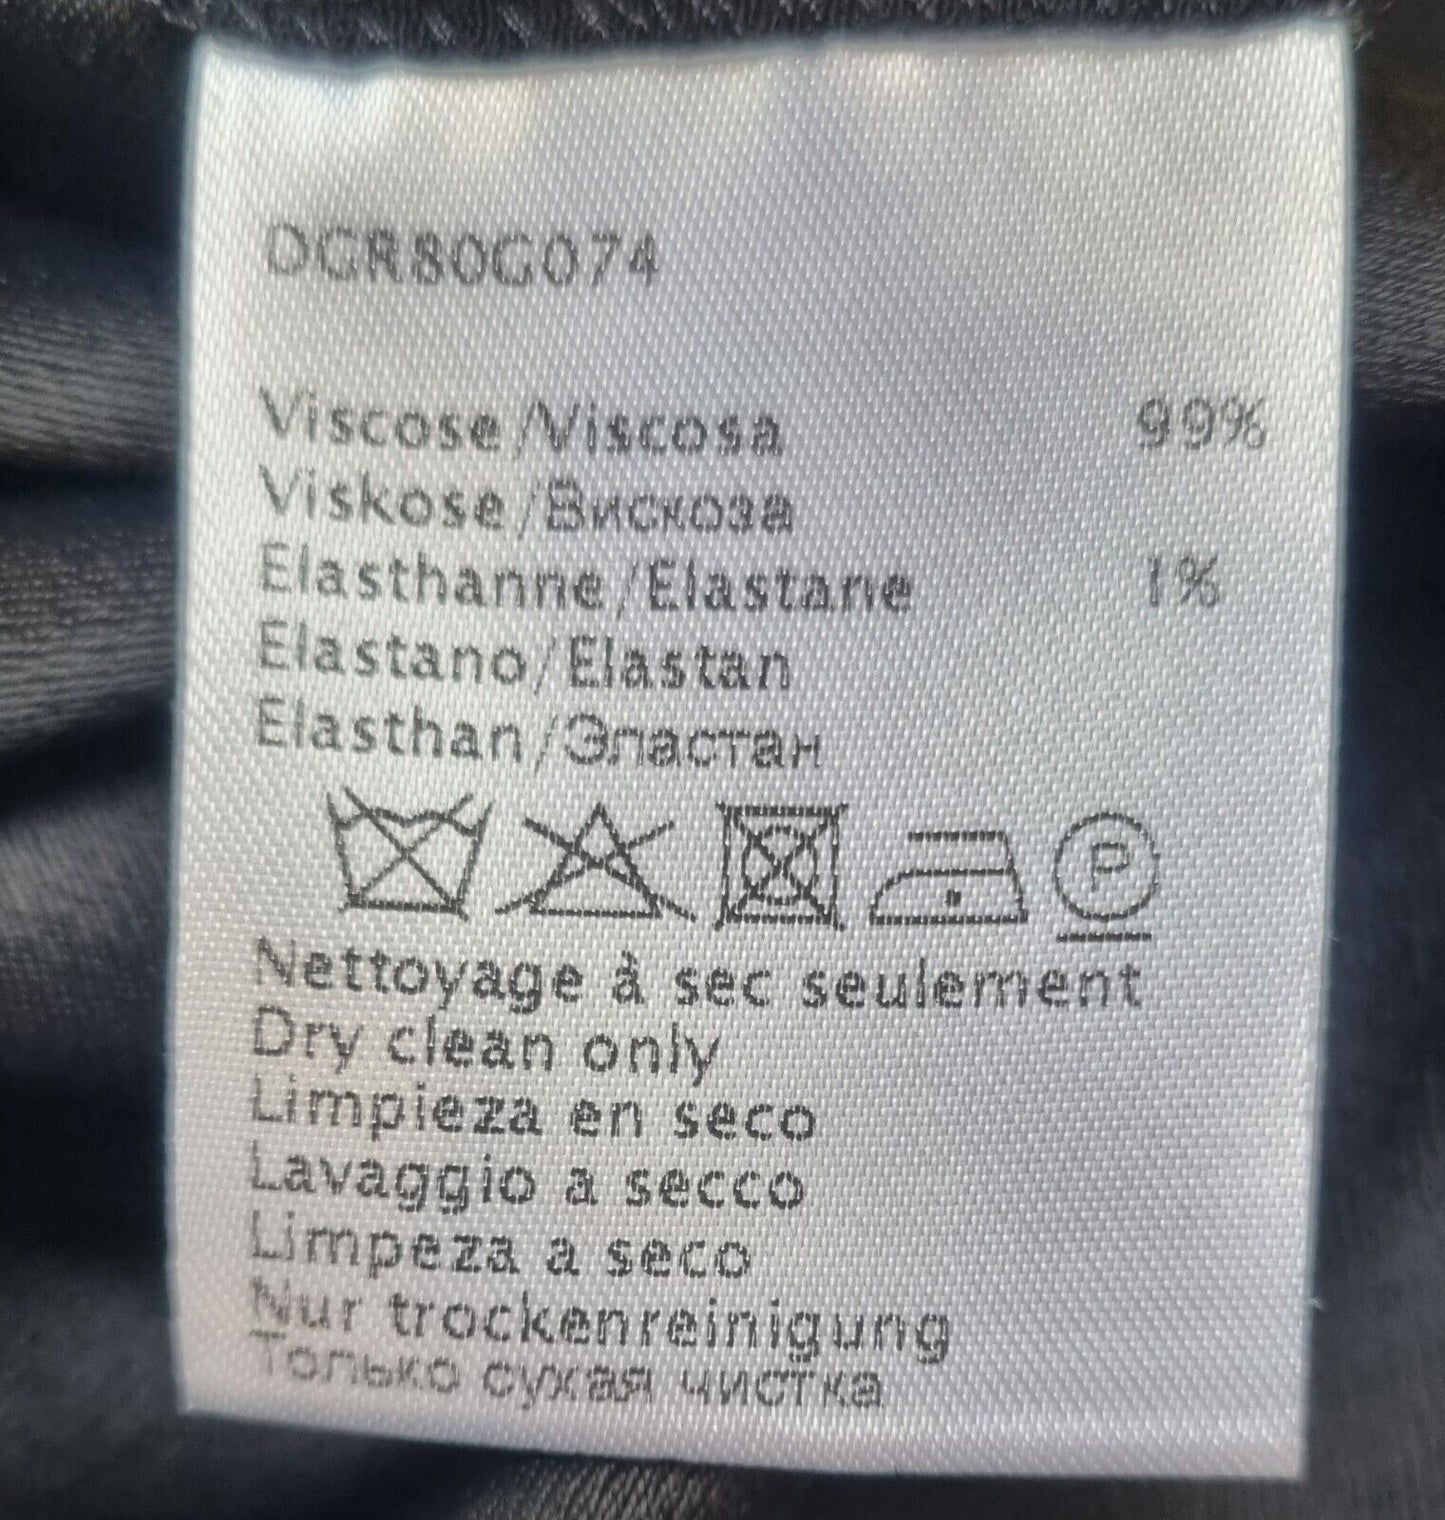 DGR80G074
Viscose/Viscosa 99%
Viskose/Вискоза
Elasthanne/Elastane 1%
Elastano/Elastan
Elasthan/Эластан
P
Nettoyage à sec seulement
Dry clean only
Limpieza en seco
Lavaggio a secco
Limpeza a seco
Nur trockenreinigung
Только сухая чистка